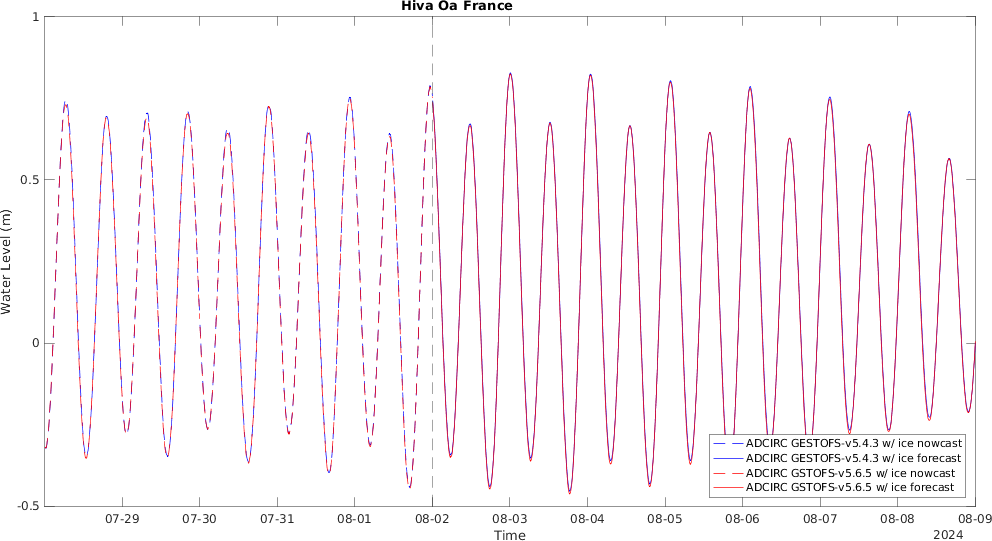 Hiva Oa France
1
0.5
0
-0.5
Water Level (m)
07-29 07-30 07-31 08-01 08-02 08-03 08-04 08-05 08-06 08-07 08-08 08-09
Time
2024
ADCIRC GESTOFS-v5.4.3 w/ ice nowcast
ADCIRC GESTOFS-v5.4.3 w/ ice forecast
ADCIRC GSTOFS-v5.6.5 w/ ice nowcast
ADCIRC GSTOFS-v5.6.5 w/ ice forecast